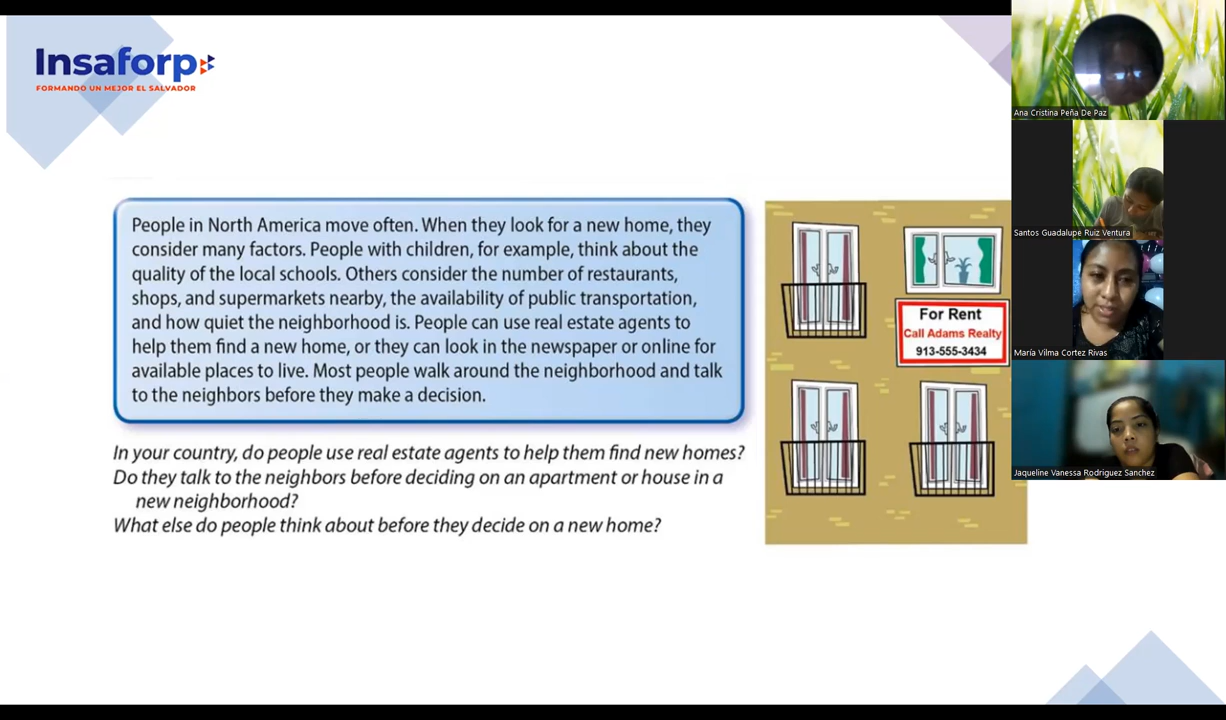 Insaforp
FORMANDO UN MEJOR EL SALVADOR
People in North America move often. When they look for a new home, they
consider many factors. People with children, for example, think about the
quality of the local schools. Others consider the number of restaurants,
shops, and supermarkets nearby, the availability of public transportation,
and how quiet the neighborhood is. People can use real estate agents to
help them find a new home, or they can look in the newspaper or online for
available places to live. Most people walk around the neighborhood and talk
to the neighbors before they make a decision.
In your country, do people use real estate agents to help them find new homes?
Do they talk to the neighbors before deciding on an apartment or house in a
new neighborhood?
What else do people think about before they decide on a new home?
For Rent
Call Adams Realty
913-555-3434
Ana Cristina Peña De Paz
Santos Guadalupe Ruiz Ventura
María Vilma Cortez Rivas
Jaqueline Vanessa Rodriguez Sanchez